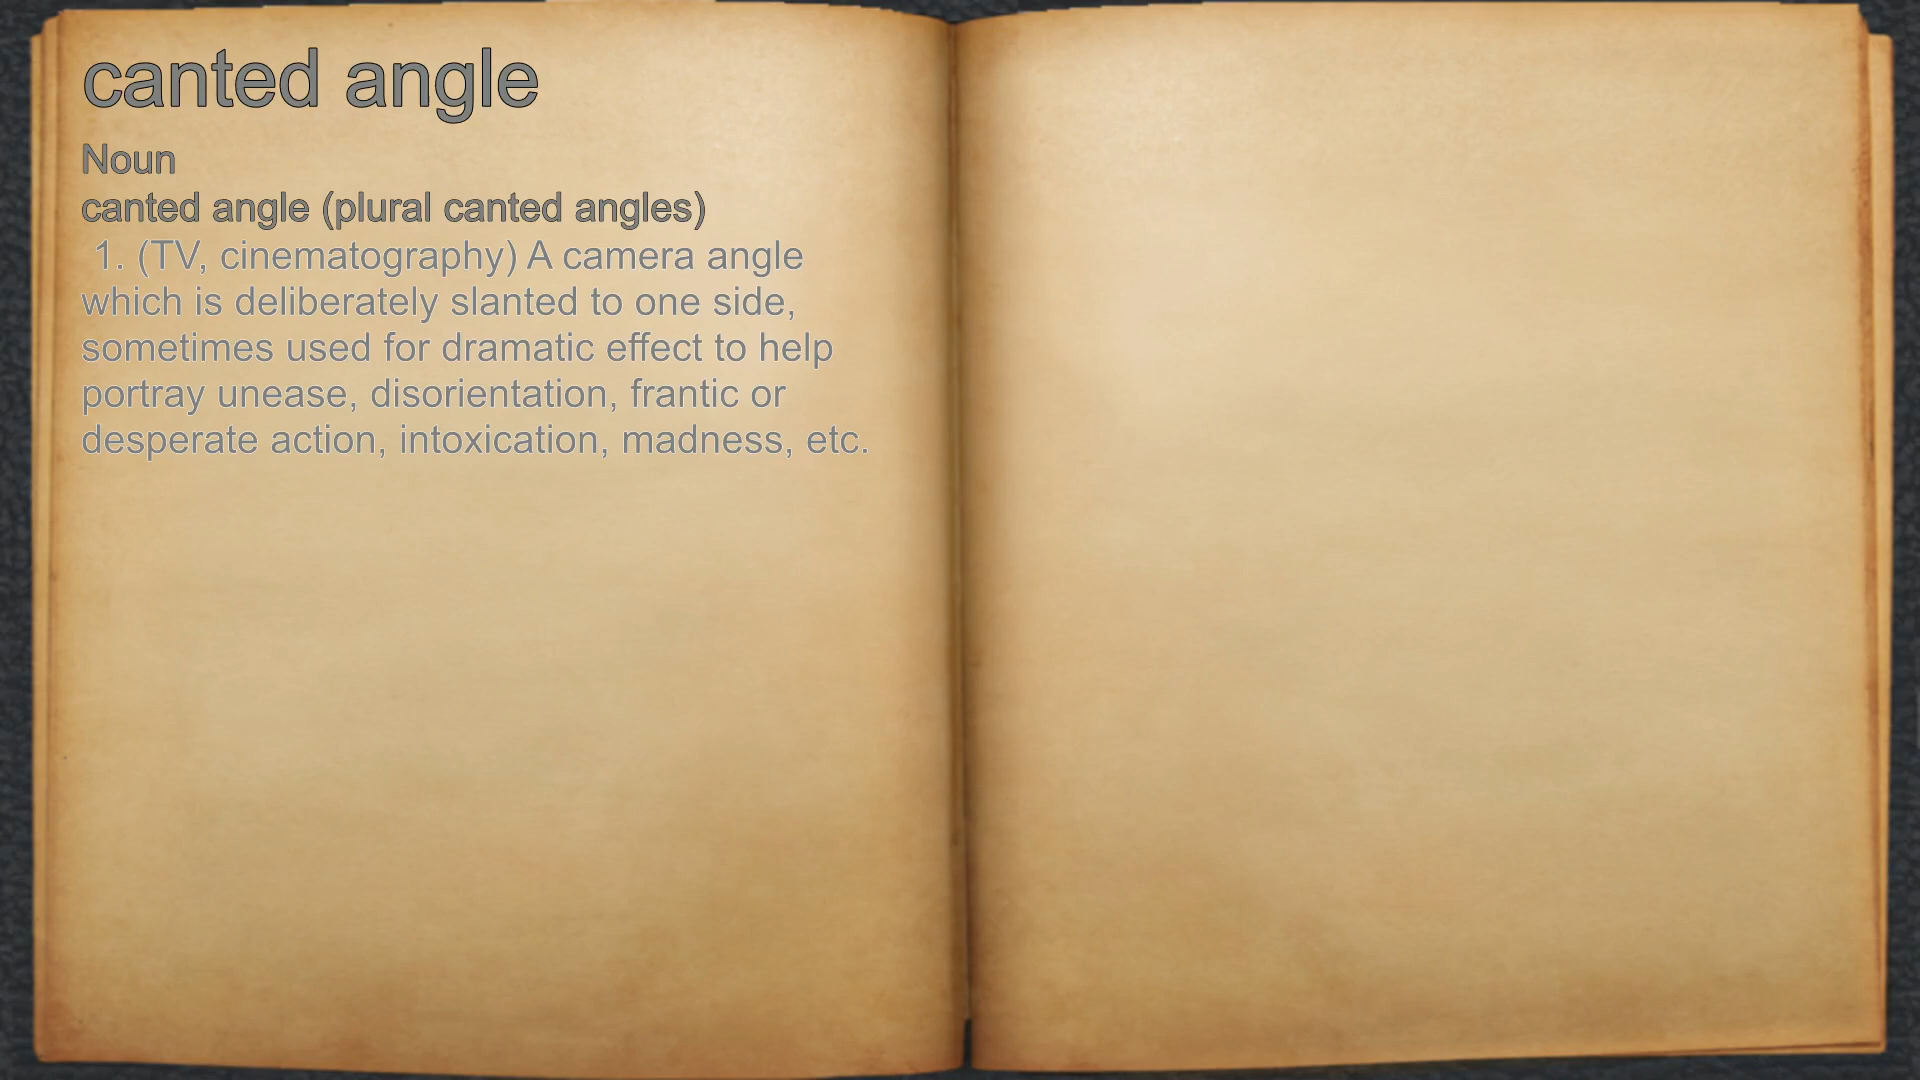 canted angle
Noun
canted angle (plural canted angles)
1. (TV, cinematography) A camera angle
which is deliberately slanted to one side,
sometimes used for dramatic effect to help
portray unease, disorientation, frantic or
desperate action, intoxication, madness, etc.